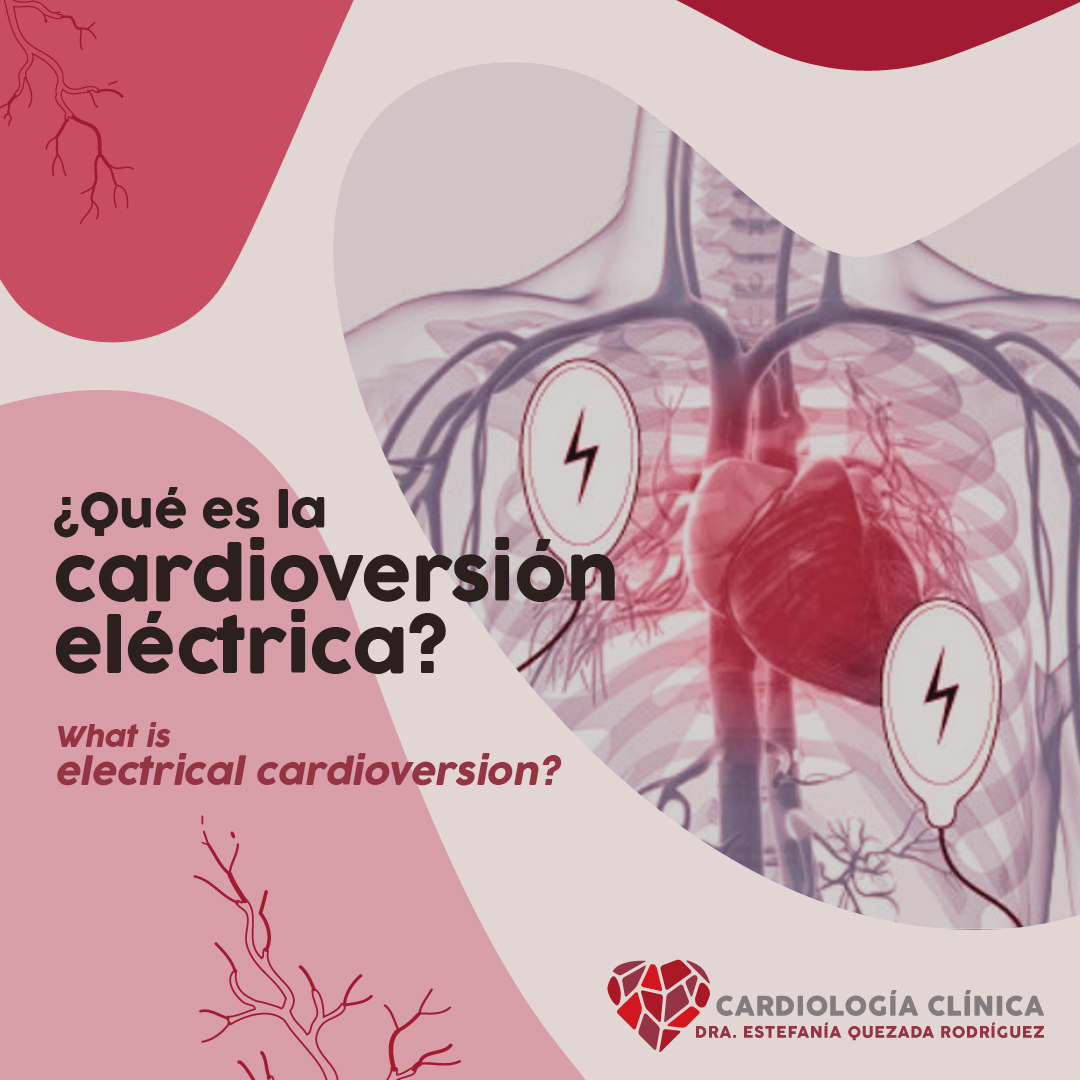 ¿Qué es la
cardioversión
eléctrica?
What is
electrical cardioversion?
CARDIOLOGÍA CLÍNICA
DRA. ESTEFANÍA QUEZADA RODRÍGUEZ